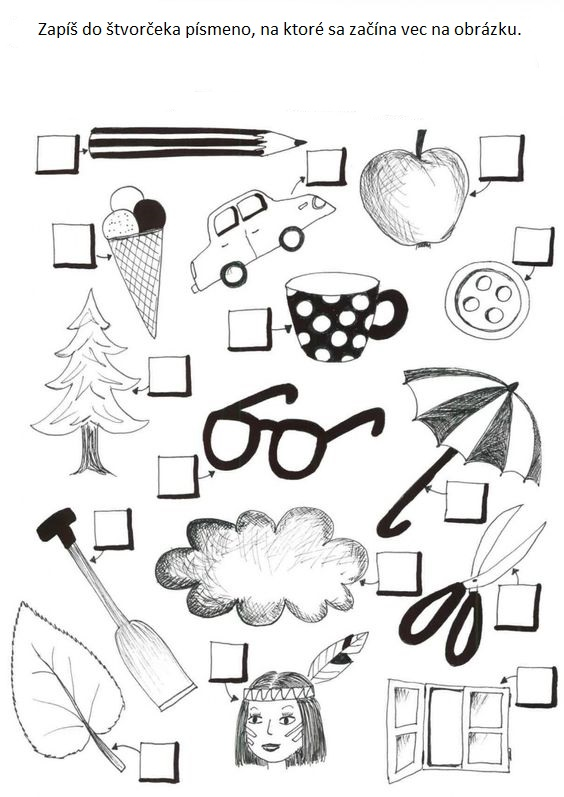 Zapíš do štvorčeka písmeno, na ktoré sa začína vec na obrázku.